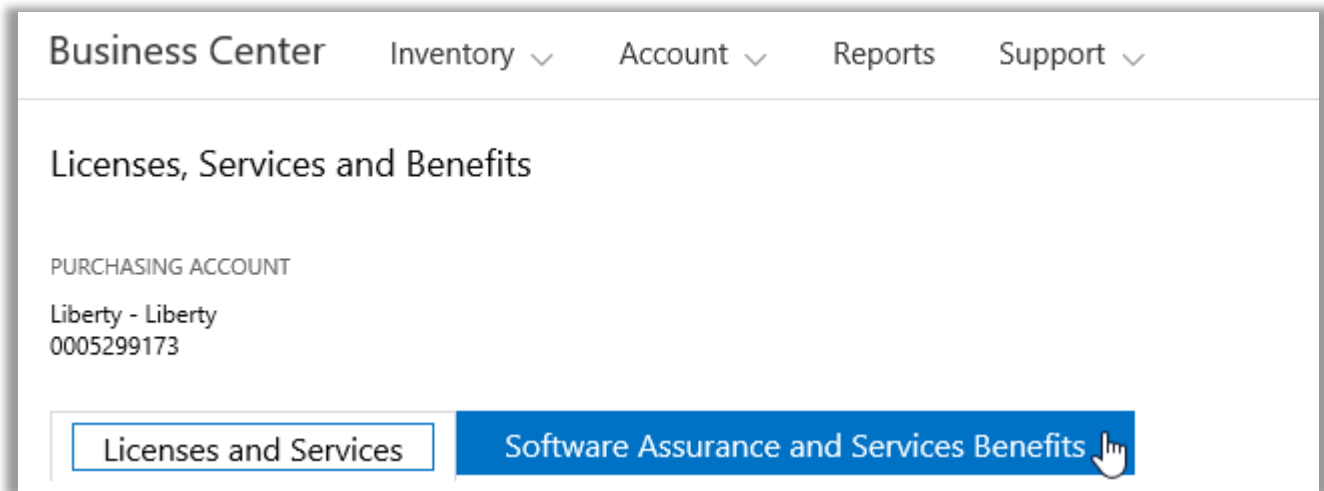 Business Center Inventory Account Reports Support
Licenses, Services and Benefits
PURCHASING ACCOUNT
Liberty - Liberty
0005299173
Licenses and Services Software Assurance and Services Benefits